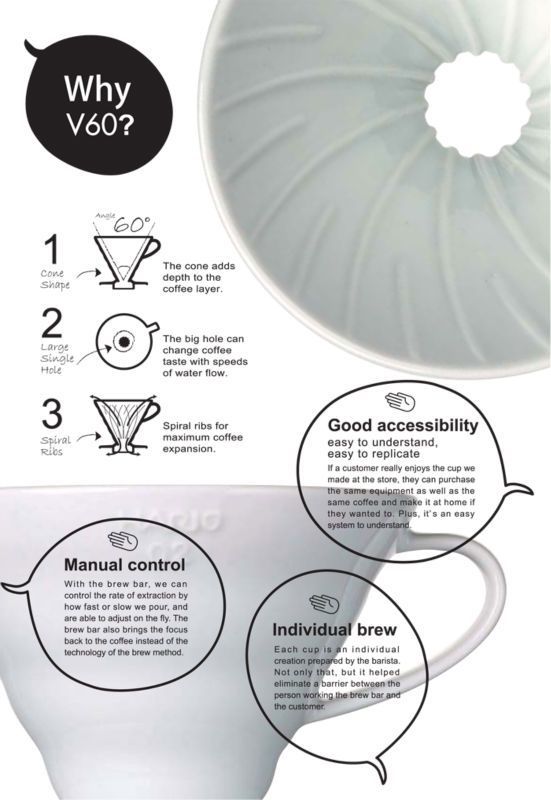 Why
V60?
Angle
60°
1
Cone
Shape
The cone adds
depth to the
coffee layer.
2
Large
Single
Hole
The big hole can
change coffee
taste with speeds
of water flow.
3
Spiral
Ribs
Spiral ribs for
maximum coffee
expansion.
Good accessibility
easy to understand,
easy to replicate
If a customer really enjoys the cup we
made at the store, they can purchase
the same equipment as well as the
same coffee and make it at home if
they wanted to. Plus, it's an easy
system to understand.
Manual control
With the brew bar, we can
control the rate of extraction by
how fast or slow we pour, and
are able to adjust on the fly. The
brew bar also brings the focus
back to the coffee instead of the
technology of the brew method.
Individual brew
Each cup is an individual
creation prepared by the barista.
Not only that, but it helped
eliminate a barrier between the
person working the brew bar and
the customer.